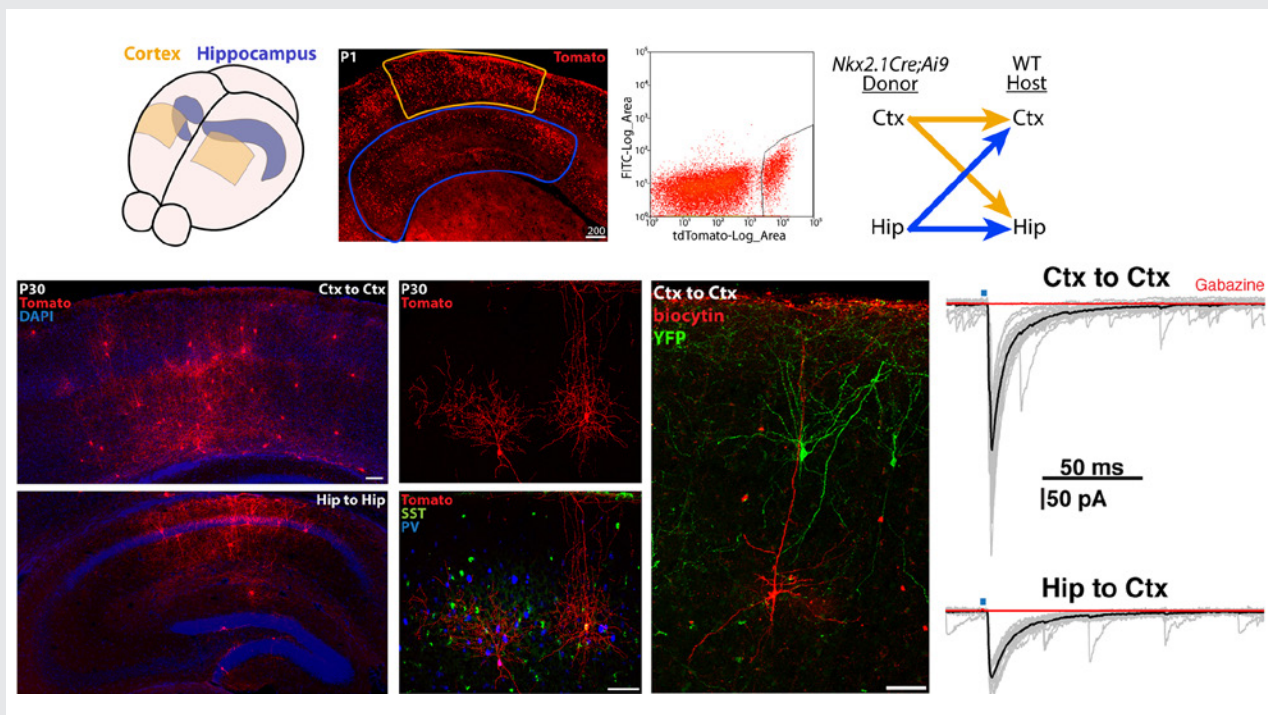 Cortex Hippocampus
P1
Tomato
200
FITC-Log_Area
tdTomato-Log_Area
Nkx2.1Cre;Ai9
Donor
WT
Host
Ctx
Ctx
Hip
Hip
P30
Tomato
DAPI
Ctx to Ctx
Hip to Hip
P30
Tomato
Tomato
SST
PV
Ctx to Ctx
biocytin
YFP
Ctx to Ctx
Gabazine
50 ms
50 pA
Hip to Ctx